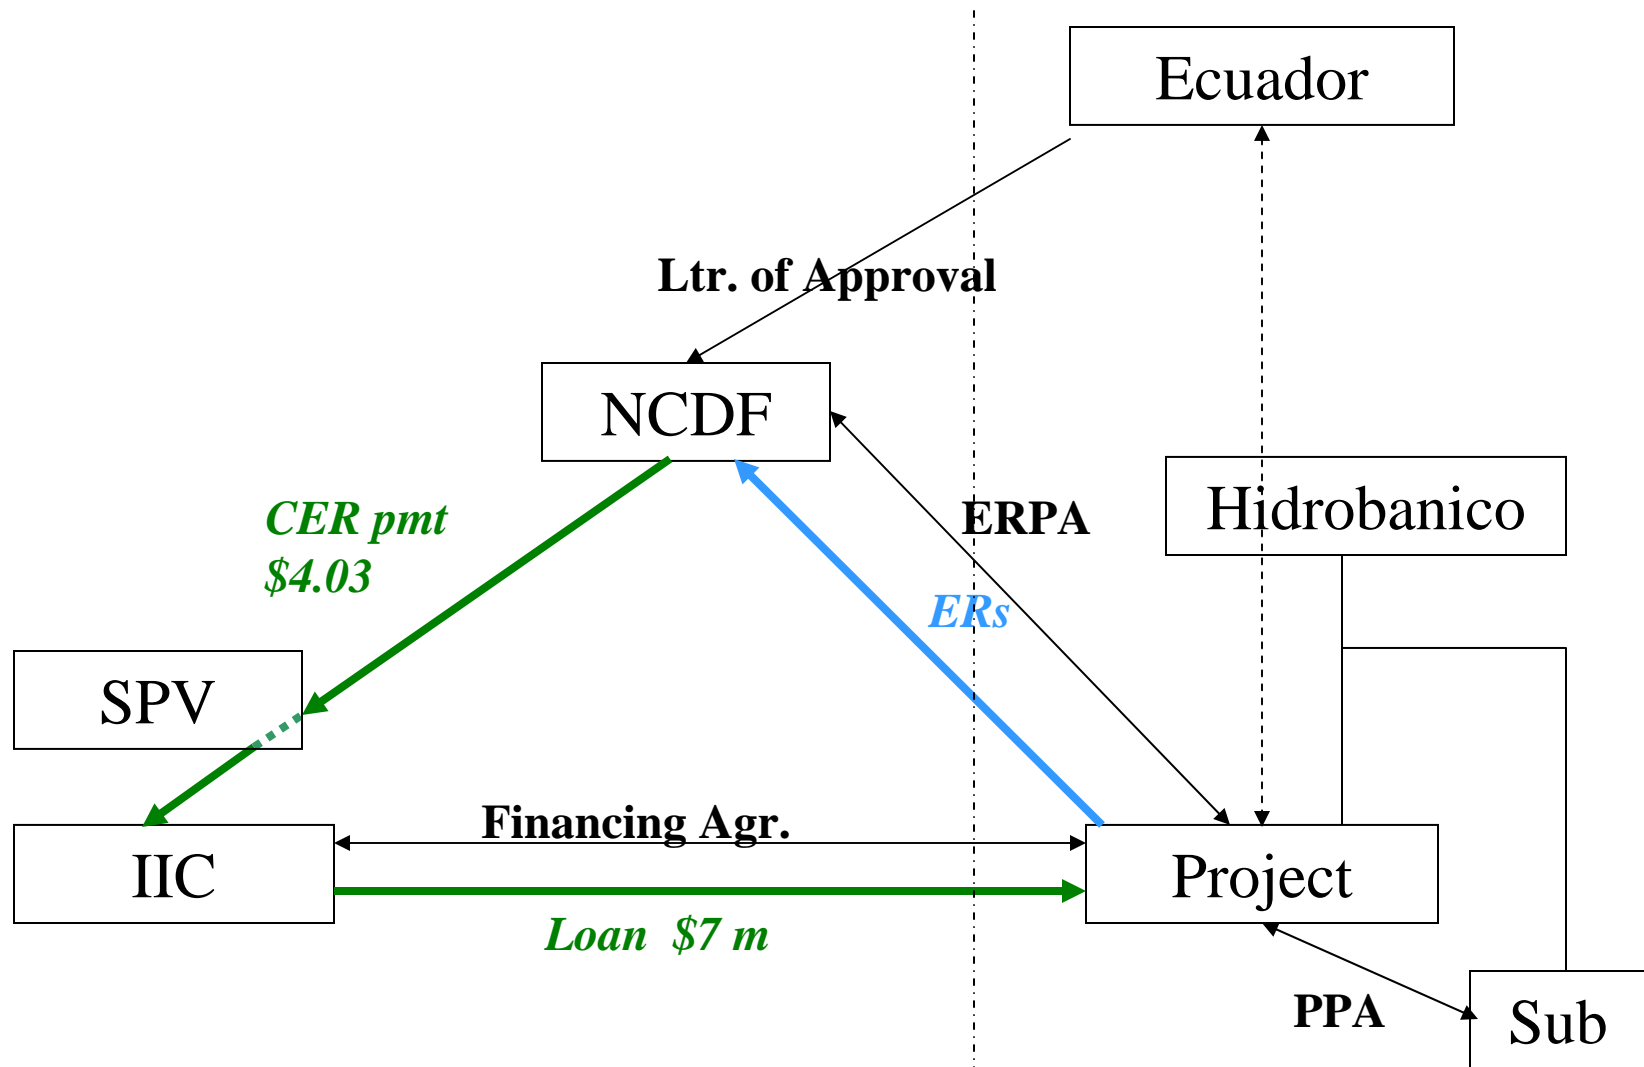 Ecuador
Ltr. of Approval
NCDF
Hidrobanico
CER pmt
$4.03
ERPA
ERs
SPV
Financing Agr.
IIC
Project
Loan $7 m
PPA
Sub